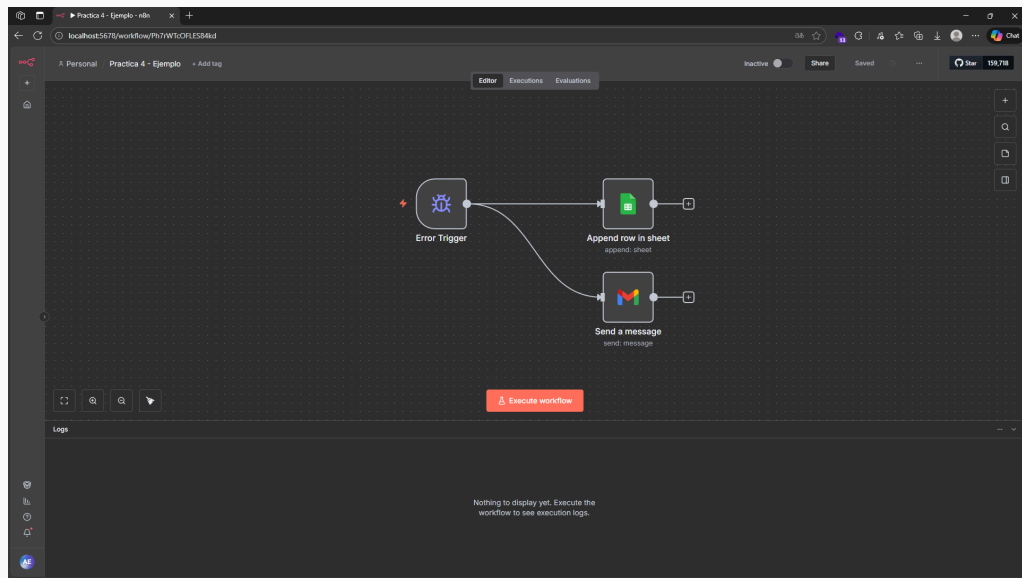 Practica 4 - Ejemplo - n8n
localhost:5678/workflow/Ph7rWTcOFLES84kd
13
Chat
Personal / Practica 4 - Ejemplo + Add tag
Inactive
Share
Saved
Star 159,718
Editor Executions Evaluations
Error Trigger
Append row in sheet
append: sheet
Send a message
send: message
Execute workflow
Logs
Nothing to display yet. Execute the
workflow to see execution logs.
AE